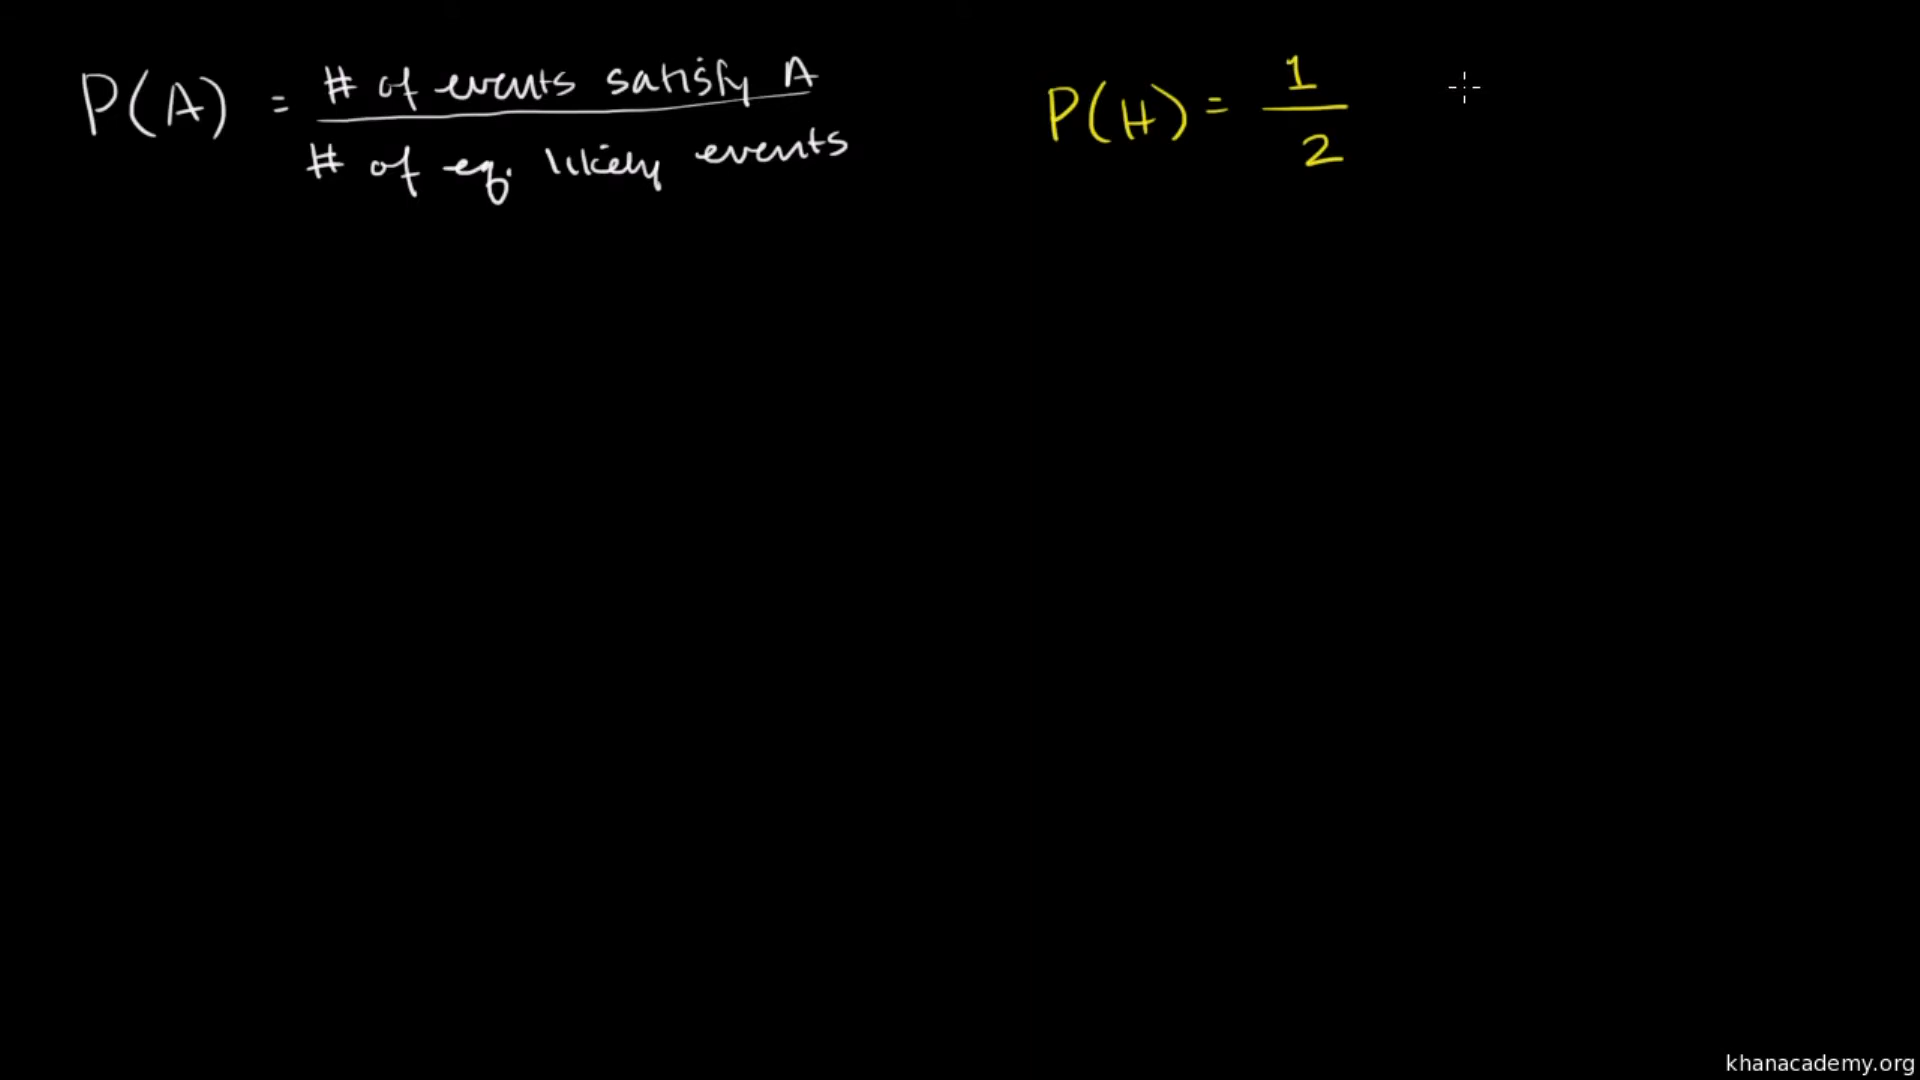 P(A) = # of events satisfy A / # of eq. likely events
P(H) = 1/2
khanacademy.org